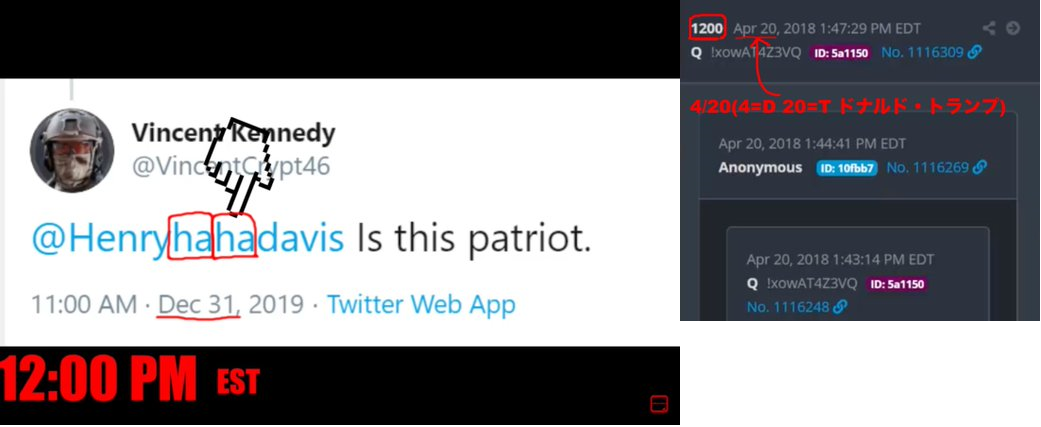 Vincent Kennedy
@VincentCrypt46
@Henryhahadavis Is this patriot.
11:00 AM · Dec 31, 2019 · Twitter Web App
12:00 PM EST
1200 Apr 20, 2018 1:47:29 PM EDT
Q !xowAT4Z3VQ ID: 5a1150 No. 1116309
4/20(4=D 20=T ドナルド・トランプ)
Apr 20, 2018 1:44:41 PM EDT
Anonymous ID: 10fbb7 No. 1116269
Apr 20, 2018 1:43:14 PM EDT
Q !xowAT4Z3VQ ID: 5a1150
No. 1116248